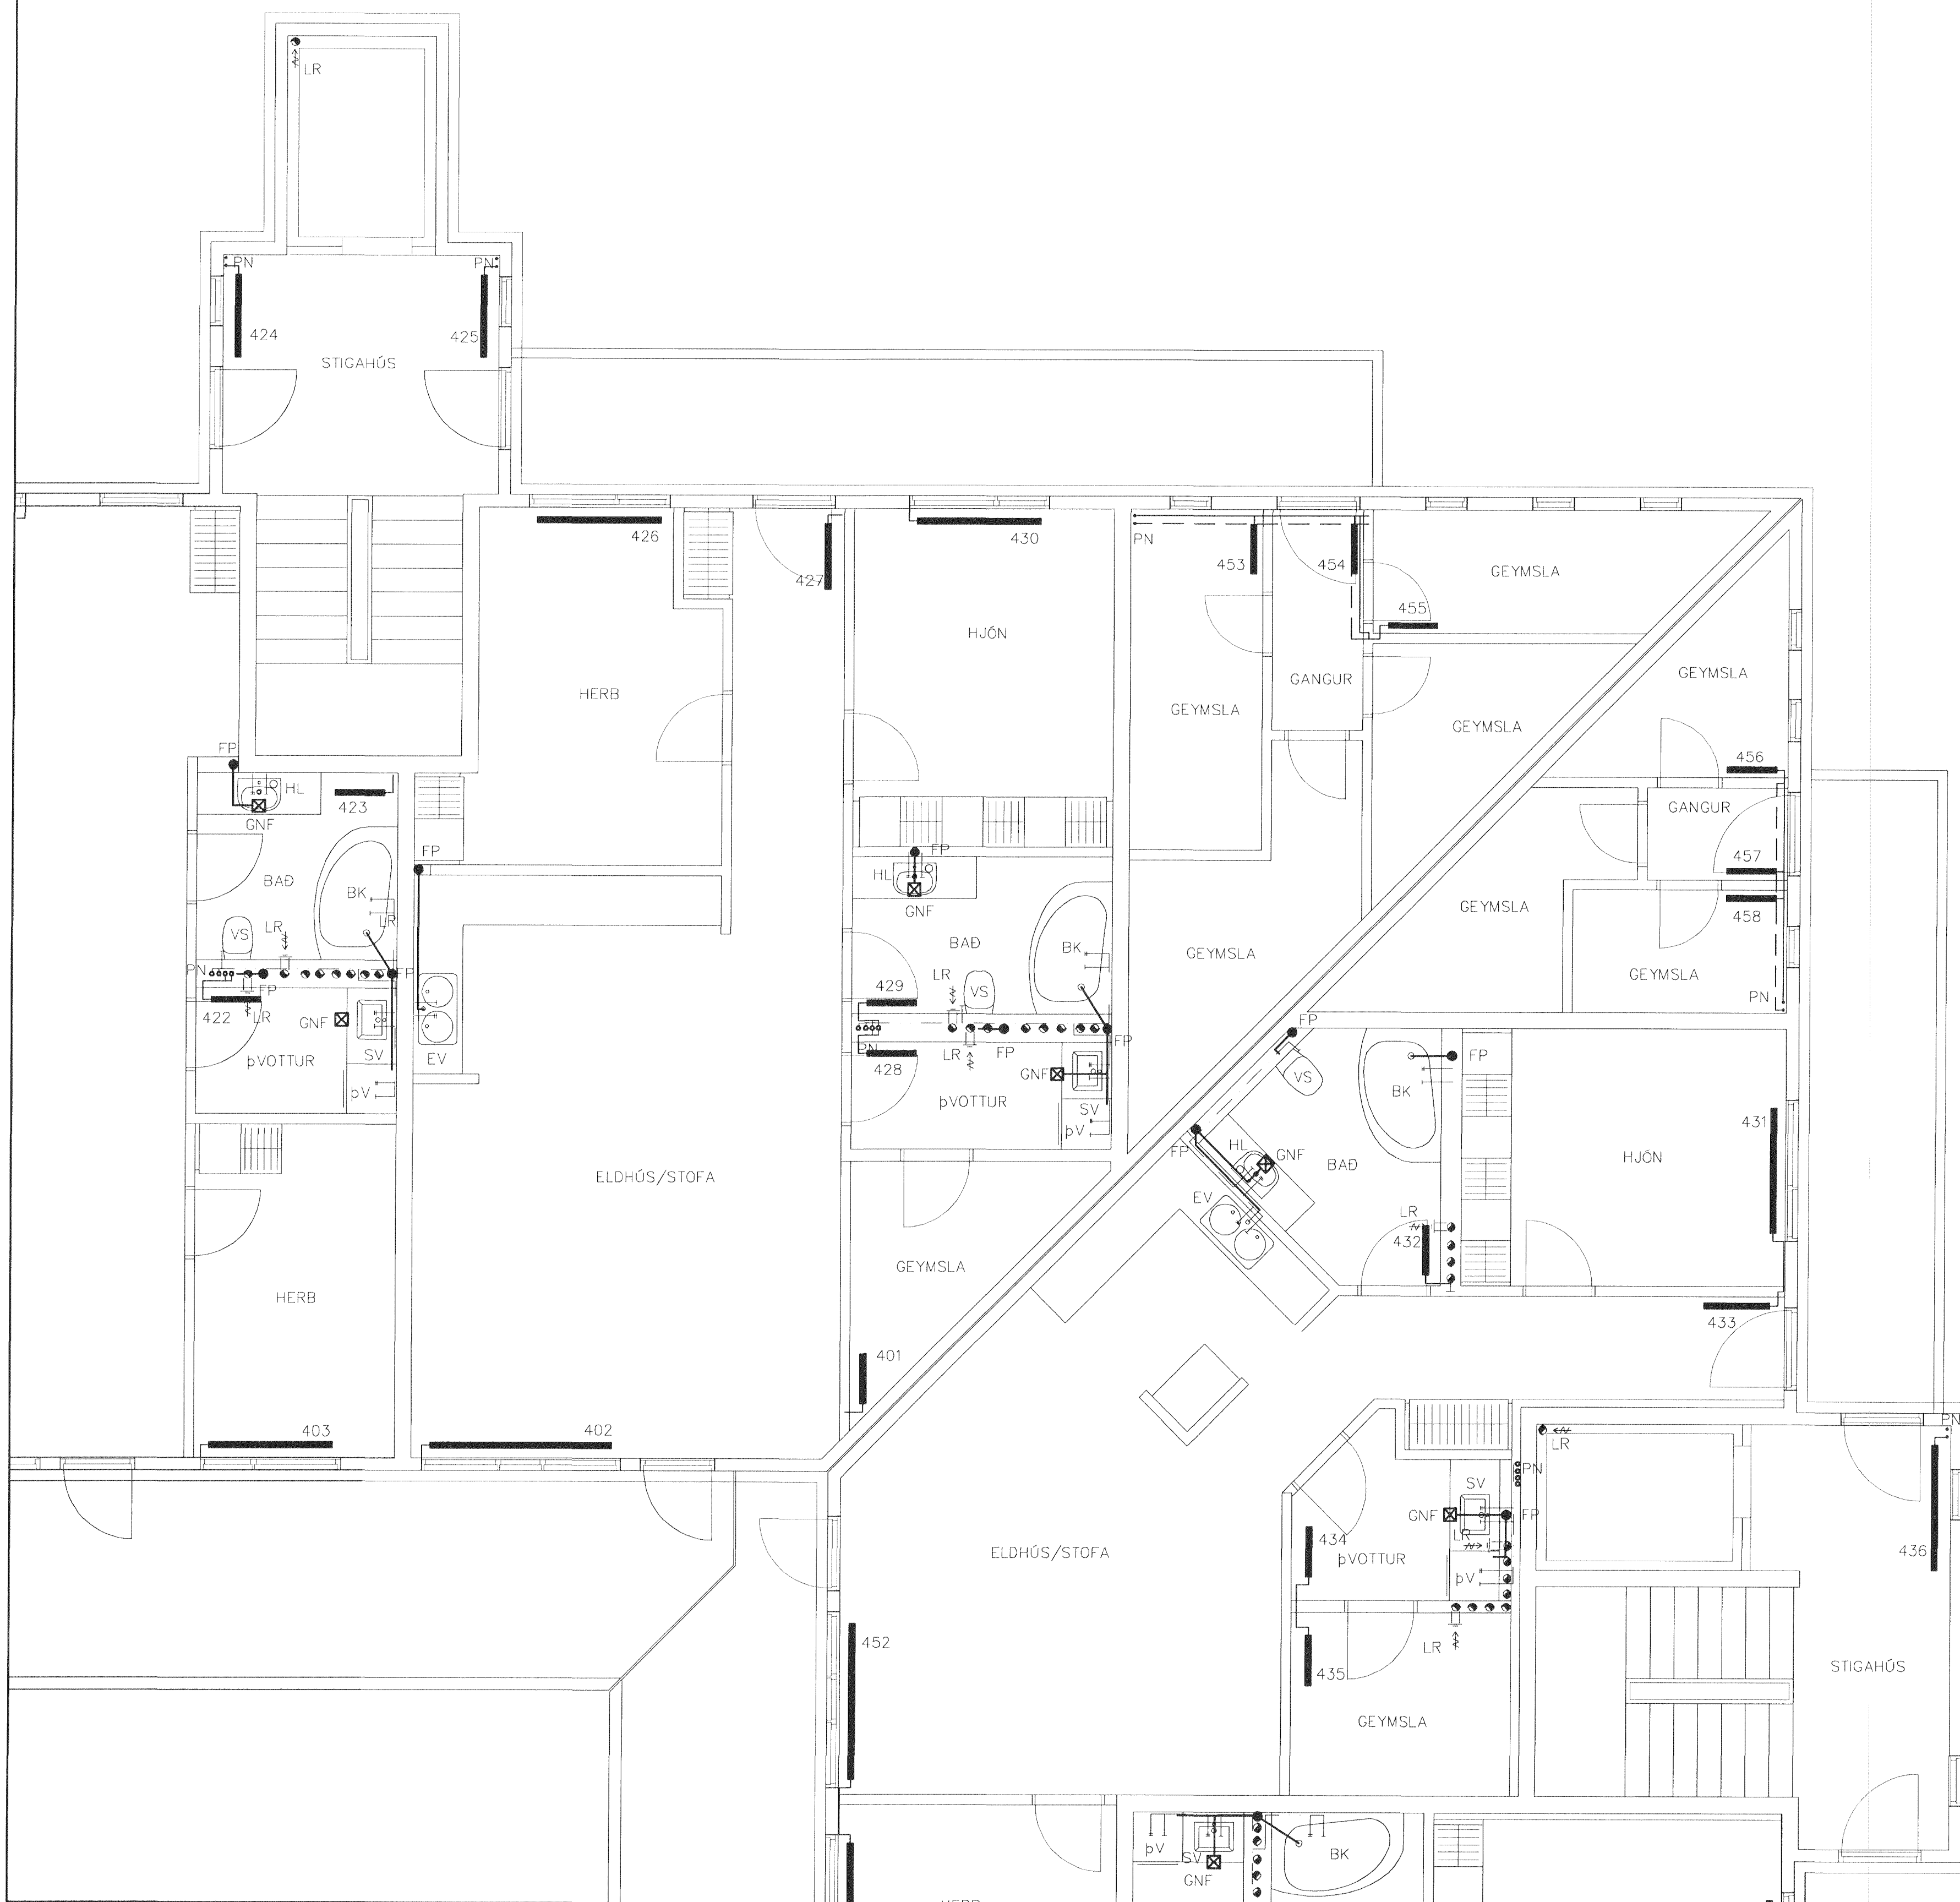 LR
PN
PN
424
425
STIGAHÚS
426
427
430
PN
453
454
GEYMSLA
455
HJÓN
HERB
GANGUR
GEYMSLA
GEYMSLA
GEYMSLA
FP
HL
423
GNF
456
GANGUR
FP
FP
457
BAÐ
HL
BK
GNF
GEYMSLA
458
LR
VS
LR
BAÐ
BK
GEYMSLA
PN
FP
LR
GEYMSLA
FP
429
VS
PN
422
LR
GNF
FP
SV
EV
ÞVOTTUR
PN
LR
FP
FP
428
GNF
FP
VS
BK
ÞV
ÞVOTTUR
SV
ÞV
431
FP
HL
GNF
BAÐ
HJÓN
ELDHÚS/STOFA
EV
LR
432
GEYMSLA
HERB
433
401
403
402
LR
PN
PN
SV
GNF
FP
434
LR
ELDHÚS/STOFA
ÞVOTTUR
436
ÞV
452
LR
435
STIGAHÚS
GEYMSLA
ÞV
SV
BK
GNF
HERB